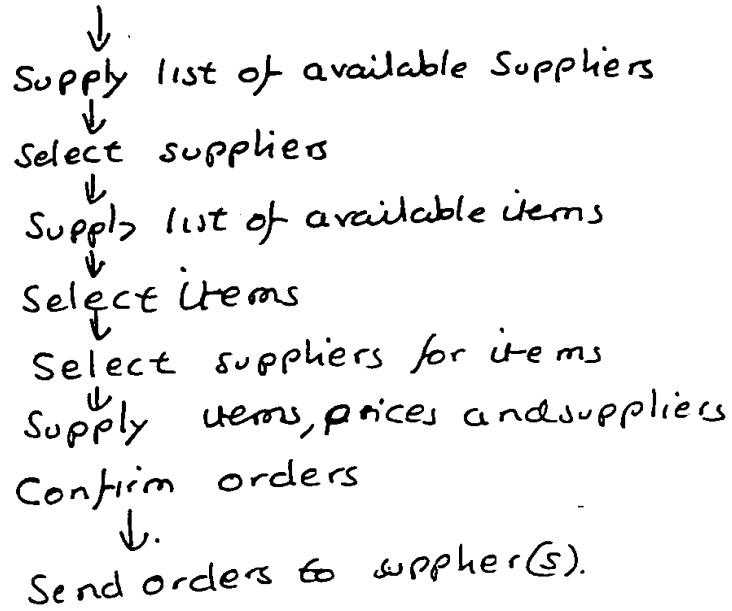 ↓
Supply list of available Suppliers
↓
Select suppliers
↓
Supply list of available items
↓
Select items
↓
Select suppliers for items
↓
Supply items, prices and suppliers
Confirm orders
↓.
Send orders to supplier(s).